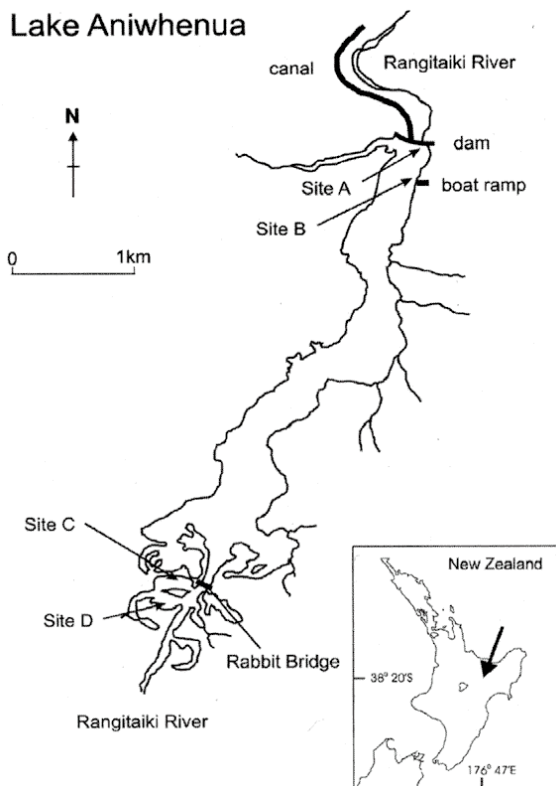 Lake Aniwhenua
canal
Rangitaiki River
N
dam
Site A
boat ramp
Site B
0 1km
Site C
New Zealand
Site D
Rabbit Bridge
38° 20'S
Rangitaiki River
176° 47'E